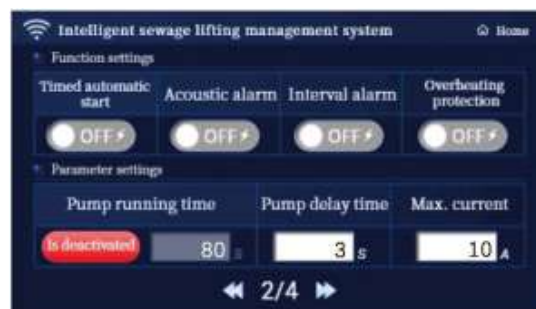 Intelligent sewage lifting management system Home
Function settings
Timed automatic start Acoustic alarm Interval alarm Overheating protection
OFF OFF OFF OFF
Parameter settings
Pump running time Pump delay time Max. current
Is deactivated 80 s 3 s 10 A
2/4